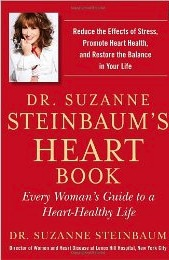 Reduce the Effects of Stress,
Promote Heart Health,
and Restore the Balance
in Your Life
DR. SUZANNE
STEINBAUM'S
HEART
BOOK
Every Woman's Guide to a
Heart-Healthy Life
DR. SUZANNE STEINBAUM
Director of Women and Heart Disease at Lenox Hill Hospital, New York City